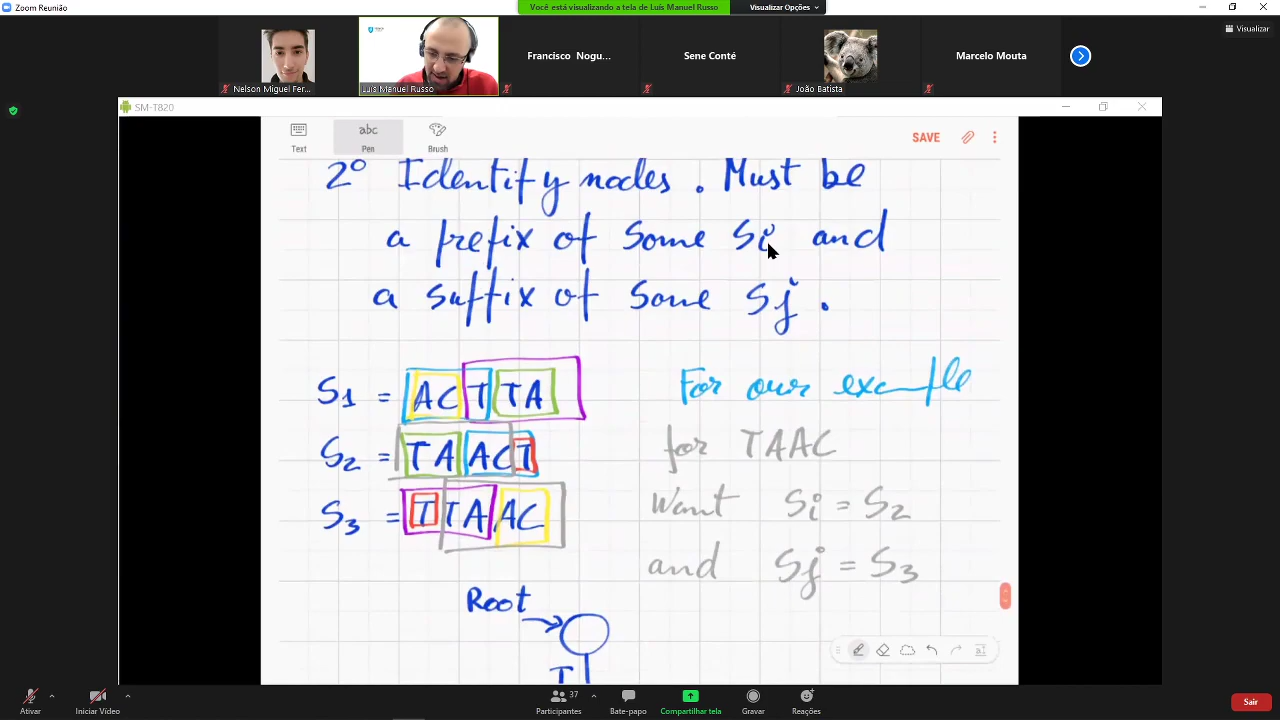 Zoom Reunião
Você está visualizando a tela de Luís Manuel Russo
Visualizar Opções
Visualizar
Nelson Miguel Fer...
Luís Manuel Russo
Francisco Nogu...
Sene Conté
João Batista
Marcelo Mouta
SM-T820
Text
abc
Pen
Brush
SAVE
2º Identify nodes. Must be
a prefix of some Si and
a suffix of some Sj.
S1 = ACTTA
For our example
S2 = TAACT
for TAAC
Want Si = S2
S3 = TTAAC
and Sj = S3
Root
T
Ativar
Iniciar Vídeo
37
Participantes
Bate-papo
Compartilhar tela
Gravar
Reações
Sair